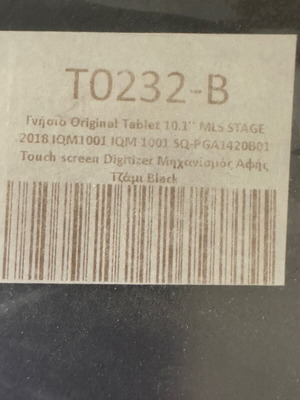 T0232-B
Γνήσιο Original Tablet 10.1'' MLS STAGE
2018 IQM1001 IQM 1001 SQ-PGA1420B01
Touch screen Digitizer Μηχανισμός Αφής
Τζάμι Black